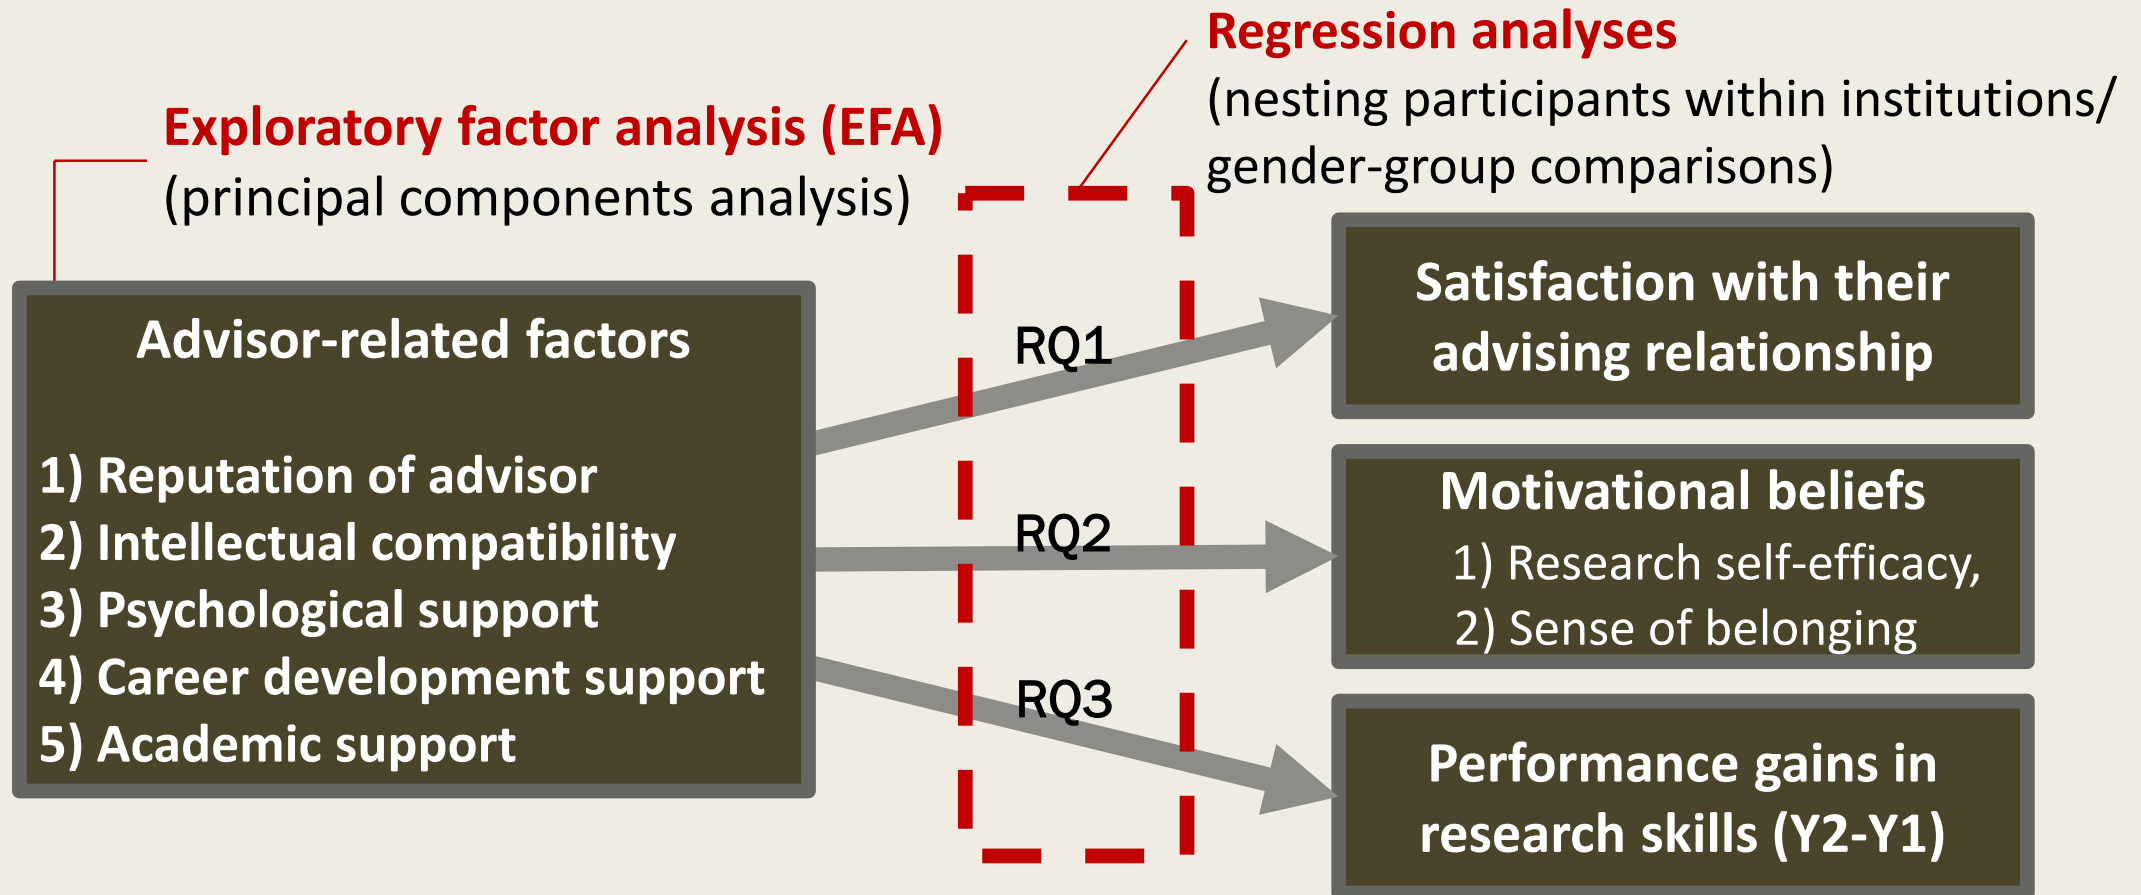 Regression analyses
(nesting participants within institutions/
gender-group comparisons)
Exploratory factor analysis (EFA)
(principal components analysis)
Advisor-related factors
1) Reputation of advisor
2) Intellectual compatibility
3) Psychological support
4) Career development support
5) Academic support
RQ1
RQ2
RQ3
Satisfaction with their
advising relationship
Motivational beliefs
1) Research self-efficacy,
2) Sense of belonging
Performance gains in
research skills (Y2-Y1)